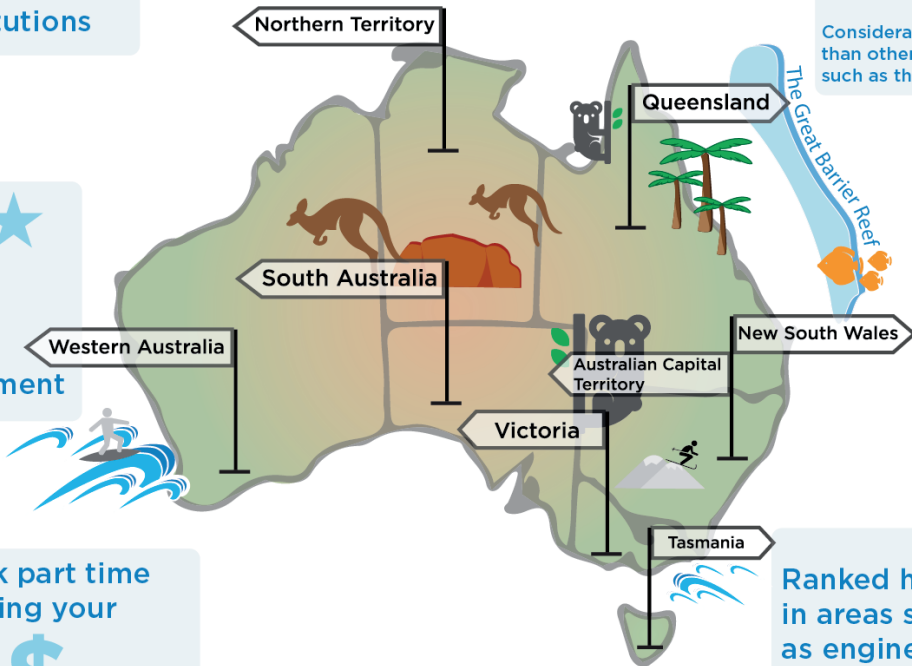 tutions
Northern Territory
Considera
than other
such as th
Queensland
The Great Barrier Reef
South Australia
Western Australia
New South Wales
Australian Capital
Territory
ment
Victoria
Tasmania
k part time
ing your
$
Ranked h
in areas s
as engine